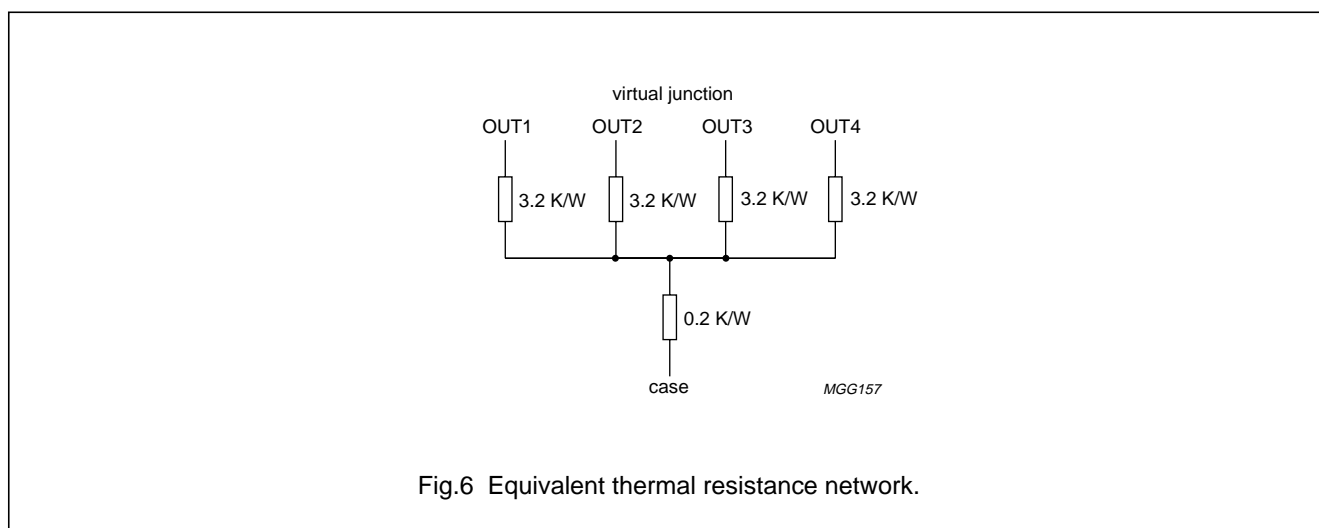 virtual junction
OUT1 OUT2 OUT3 OUT4
3.2 K/W 3.2 K/W 3.2 K/W 3.2 K/W
0.2 K/W
case
MGG157
Fig.6 Equivalent thermal resistance network.